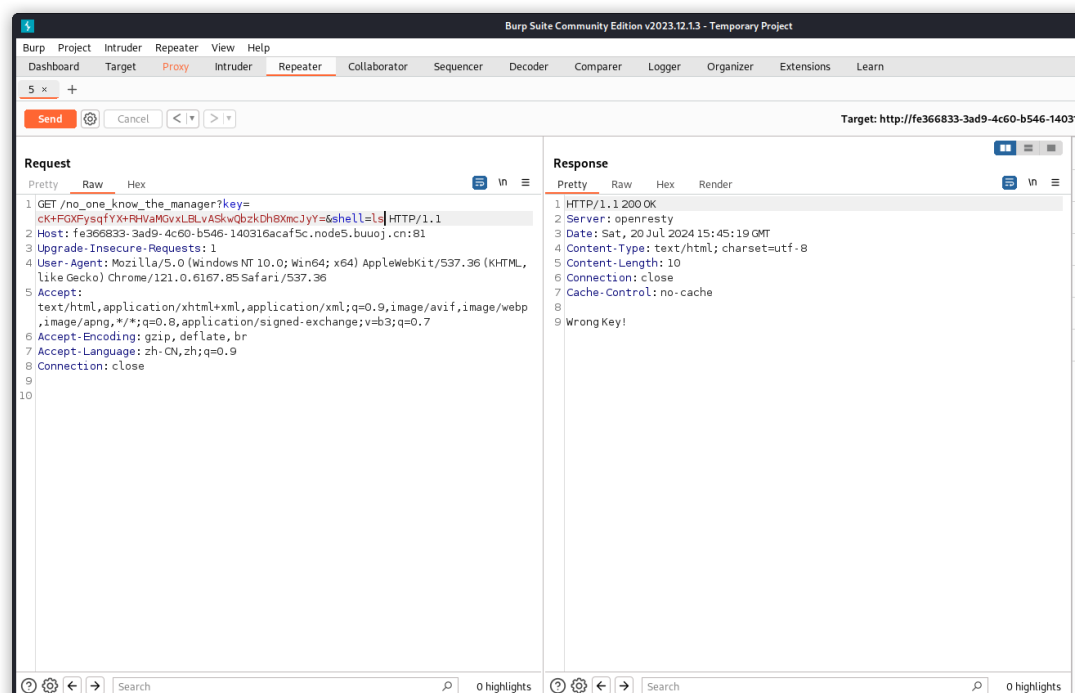 Burp Suite Community Edition v2023.12.1.3 - Temporary Project
Burp Project Intruder Repeater View Help
Dashboard Target Proxy Intruder Repeater Collaborator Sequencer Decoder Comparer Logger Organizer Extensions Learn
5 × +
Send Cancel < >
Target: http://fe366833-3ad9-4c60-b546-14031
Request
Pretty Raw Hex \n
1 GET /no_one_know_the_manager?key=
cK+FGXFysqfYX+RHVaMGvxLBLvASkwQbzkDh8XmcJyY=&shell=ls HTTP/1.1
2 Host: fe366833-3ad9-4c60-b546-140316acaf5c.node5.buuoj.cn:81
3 Upgrade-Insecure-Requests: 1
4 User-Agent: Mozilla/5.0 (Windows NT 10.0; Win64; x64) AppleWebKit/537.36 (KHTML,
like Gecko) Chrome/121.0.6167.85 Safari/537.36
5 Accept:
text/html,application/xhtml+xml,application/xml;q=0.9,image/avif,image/webp
,image/apng,*/*;q=0.8,application/signed-exchange;v=b3;q=0.7
6 Accept-Encoding: gzip, deflate, br
7 Accept-Language: zh-CN,zh;q=0.9
8 Connection: close
9
10
Response
Pretty Raw Hex Render \n
1 HTTP/1.1 200 OK
2 Server: openresty
3 Date: Sat, 20 Jul 2024 15:45:19 GMT
4 Content-Type: text/html; charset=utf-8
5 Content-Length: 10
6 Connection: close
7 Cache-Control: no-cache
8
9 Wrong Key!
Search 0 highlights
Search 0 highlights